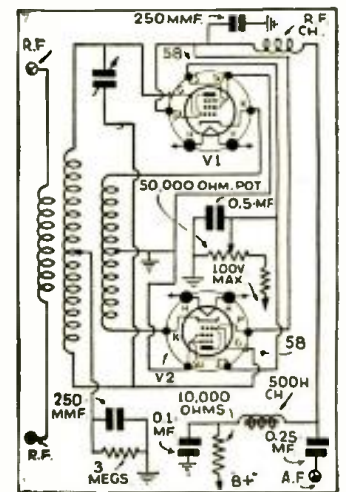 250 MMF.
R.F.
CH.
R.F.
58
V1
50,000 OHM. POT
0.5-MF
100V
MAX
K
58
V2
500H
CH.
250
MMF
10,000
OHMS
0.1
MF
0.25
MF
3
MEGS
B+
R.F.
A.F